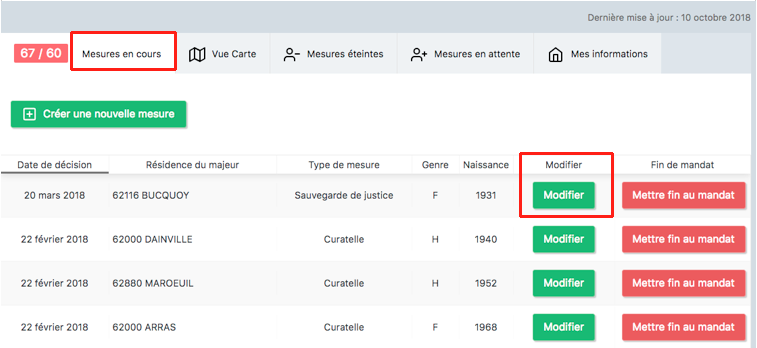 Dernière mise à jour : 10 octobre 2018
67 / 60 Mesures en cours Vue Carte Mesures éteintes Mesures en attente Mes informations
Créer une nouvelle mesure
Date de décision Résidence du majeur Type de mesure Genre Naissance Modifier Fin de mandat
20 mars 2018 62116 BUCQUOY Sauvegarde de justice F 1931 Modifier Mettre fin au mandat
22 février 2018 62000 DAINVILLE Curatelle H 1940 Modifier Mettre fin au mandat
22 février 2018 62880 MAROEUIL Curatelle H 1952 Modifier Mettre fin au mandat
22 février 2018 62000 ARRAS Curatelle F 1968 Modifier Mettre fin au mandat